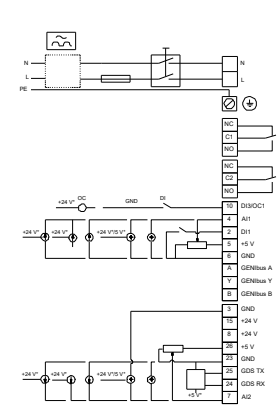 N
N
L
L
PE
NC
C1
NO
NC
C2
NO
OC
+24 V*
GND
DI
10 DI3/OC1
4 AI1
+24 V* +24 V* +24 V*/5 V*
2 DI1
5 +5 V
6 GND
A GENIbus A
Y GENIbus Y
B GENIbus B
3 GND
15 +24 V
8 +24 V
26 +5 V
23 GND
+24 V* +24 V* +24 V*/5 V*
25 GDS TX
24 GDS RX
+5 V*
7 AI2